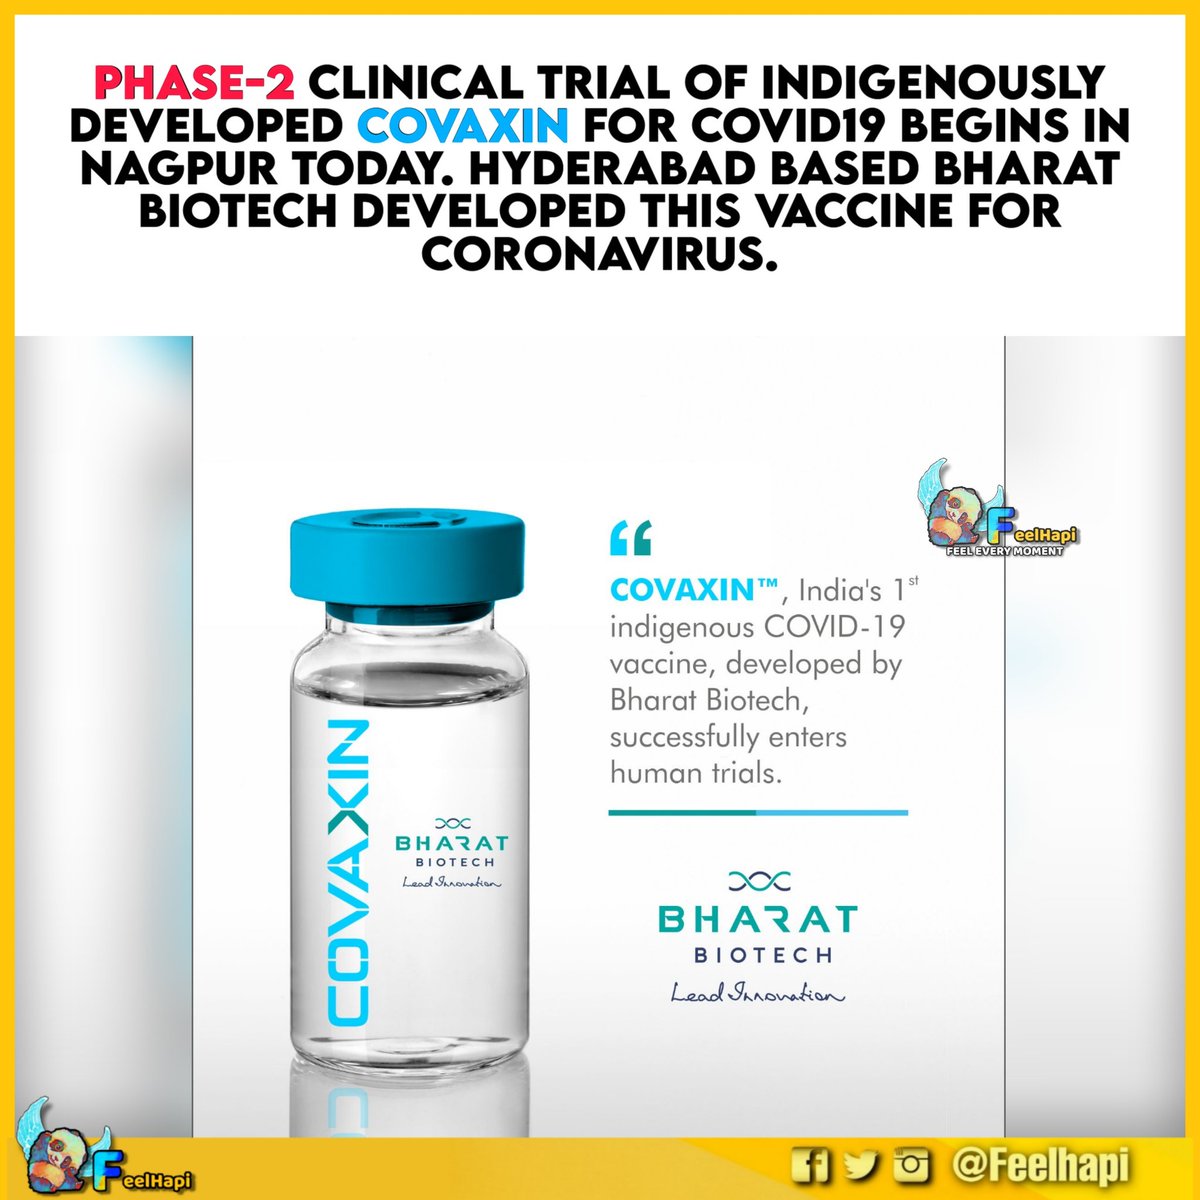 PHASE-2 CLINICAL TRIAL OF INDIGENOUSLY
DEVELOPED COVAXIN FOR COVID19 BEGINS IN
NAGPUR TODAY. HYDERABAD BASED BHARAT
BIOTECH DEVELOPED THIS VACCINE FOR
CORONAVIRUS.
FeelHapi
FEEL EVERY MOMENT
“
COVAXIN™, India's 1st
indigenous COVID-19
vaccine, developed by
Bharat Biotech,
successfully enters
human trials.
COVAXIN
BHARAT
BIOTECH
Lead Innovation
BHARAT
BIOTECH
Lead Innovation
FeelHapi
@Feelhapi